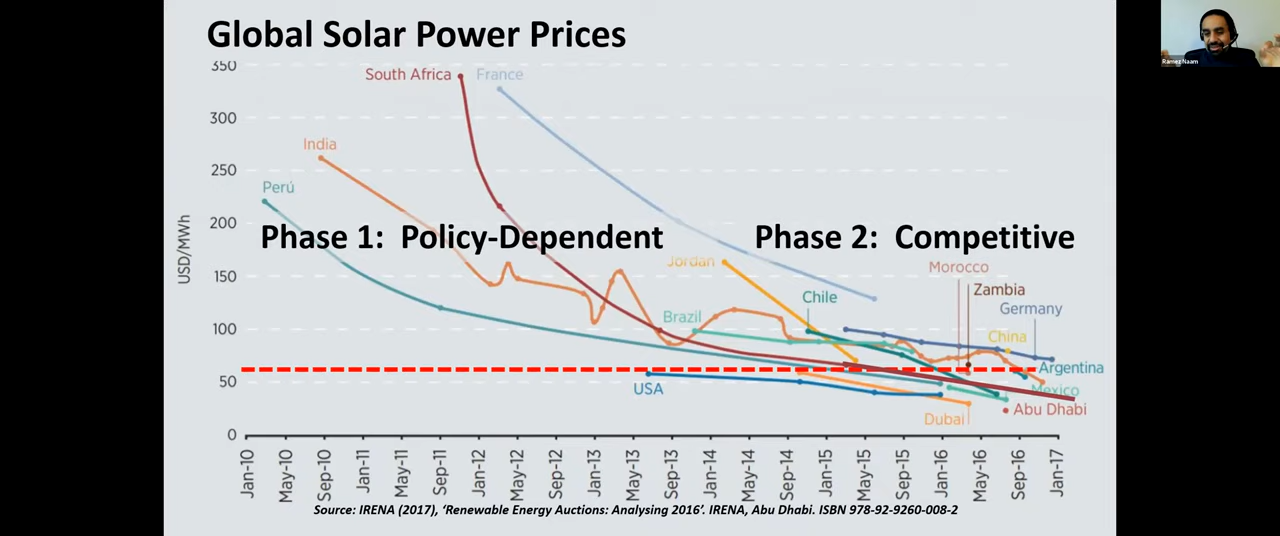 Global Solar Power Prices
Ramez Naam
350
South Africa
France
300
India
250
Perú
200
Phase 1: Policy-Dependent
Phase 2: Competitive
USD/MWh
150
Jordan
Morocco
Zambia
Chile
Germany
Brazil
100
China
Argentina
50
USA
Mexico
Abu Dhabi
Dubai
0
Jan-10
May-10
Sep-10
Jan-11
May-11
Sep-11
Jan-12
May-12
Sep-12
Jan-13
May-13
Sep-13
Jan-14
May-14
Sep-14
Jan-15
May-15
Sep-15
Jan-16
May-16
Sep-16
Jan-17
Source: IRENA (2017), ‘Renewable Energy Auctions: Analysing 2016’. IRENA, Abu Dhabi. ISBN 978-92-9260-008-2